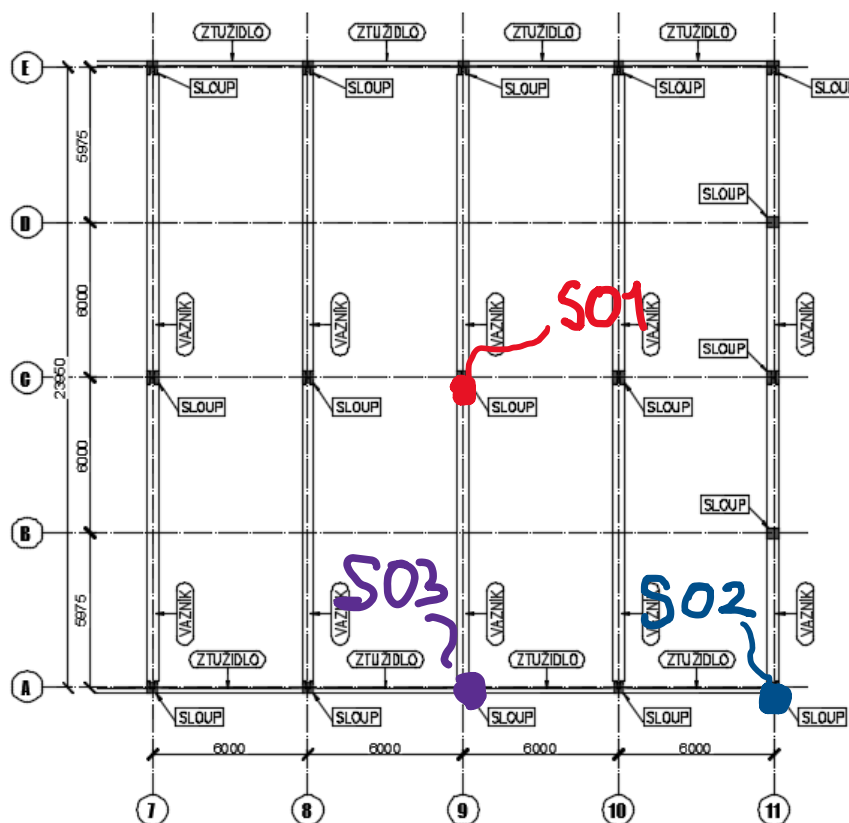 ZTUŽIDLO ZTUŽIDLO ZTUŽIDLO ZTUŽIDLO
E
SLOUP SLOUP SLOUP SLOUP SLOU
5975
SLOUP
D
6000
VAZNÍK VAZNÍK VAZNÍK VAZNÍK VAZNÍK
S01
SLOUP
C
23950
SLOUP SLOUP SLOUP SLOUP
6000
SLOUP
B
5975
S03 S02
VAZNÍK VAZNÍK VAZNÍK VAZNÍK VAZNÍK
ZTUŽIDLO ZTUŽIDLO ZTUŽIDLO ZTUŽIDLO
A
SLOUP SLOUP SLOUP SLOUP SLOUP
6000 6000 6000 6000
7 8 9 10 11